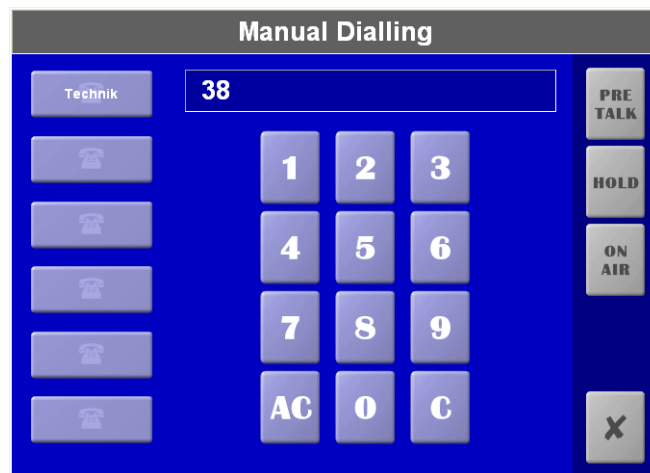 Manual Dialling
Technik
38
PRE
TALK
1 2 3
HOLD
4 5 6
ON
AIR
7 8 9
AC 0 C
✘